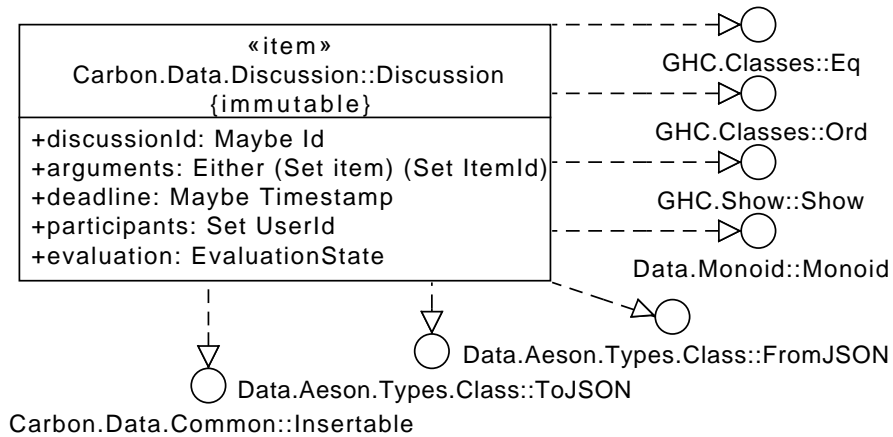 «item»
Carbon.Data.Discussion::Discussion
{immutable}
+discussionId: Maybe Id
+arguments: Either (Set item) (Set ItemId)
+deadline: Maybe Timestamp
+participants: Set UserId
+evaluation: EvaluationState
GHC.Classes::Eq
GHC.Classes::Ord
GHC.Show::Show
Data.Monoid::Monoid
Data.Aeson.Types.Class::FromJSON
Data.Aeson.Types.Class::ToJSON
Carbon.Data.Common::Insertable